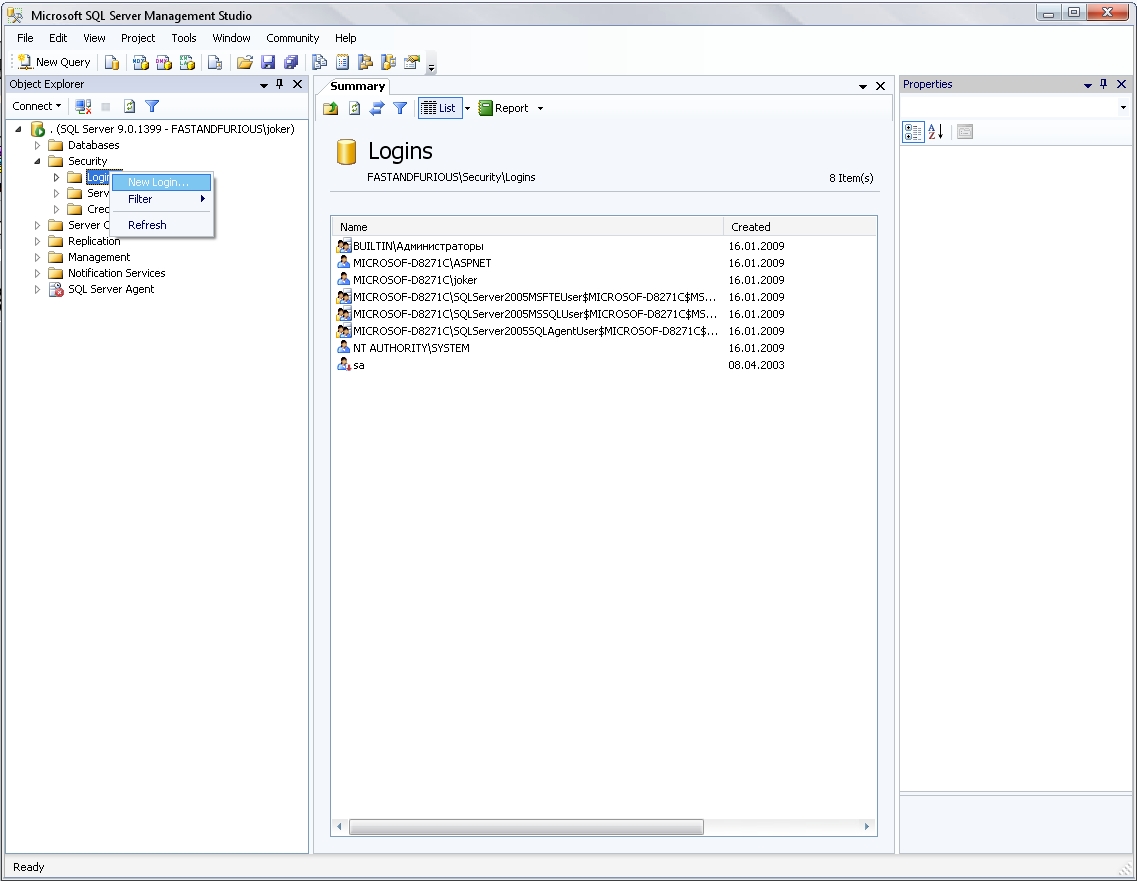 Microsoft SQL Server Management Studio
File Edit View Project Tools Window Community Help
New Query
Object Explorer
Connect
. (SQL Server 9.0.1399 - FASTANDFURIOUS\joker)
Databases
Security
Login
Serv
Cred
New Login...
Filter
Refresh
Server O
Replication
Management
Notification Services
SQL Server Agent
Summary
List Report
Logins
FASTANDFURIOUS\Security\Logins 8 Item(s)
Name Created
BUILTIN\Администраторы 16.01.2009
MICROSOF-D8271C\ASPNET 16.01.2009
MICROSOF-D8271C\joker 16.01.2009
MICROSOF-D8271C\SQLServer2005MSFTEUser$MICROSOF-D8271C$MS... 16.01.2009
MICROSOF-D8271C\SQLServer2005MSSQLUser$MICROSOF-D8271C$MS... 16.01.2009
MICROSOF-D8271C\SQLServer2005SQLAgentUser$MICROSOF-D8271C$... 16.01.2009
NT AUTHORITY\SYSTEM 16.01.2009
sa 08.04.2003
Properties
Ready